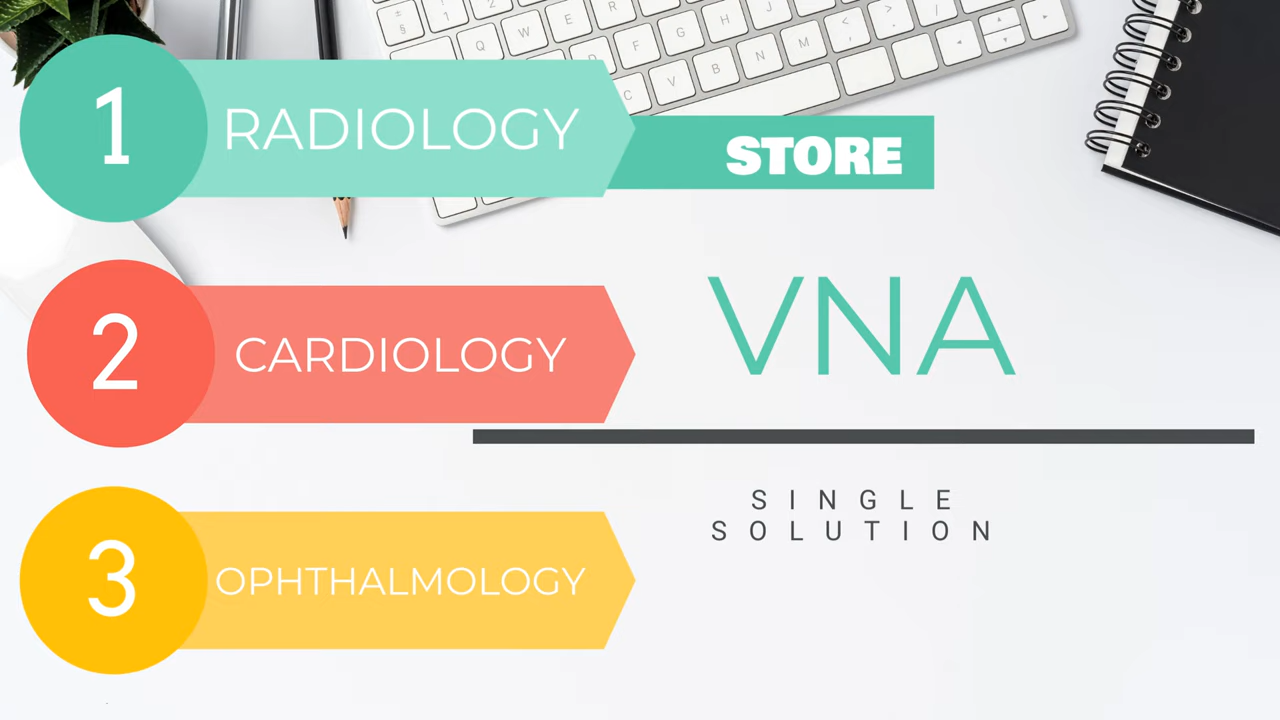 1
RADIOLOGY
STORE
2
CARDIOLOGY
VNA
SINGLE
SOLUTION
3
OPHTHALMOLOGY